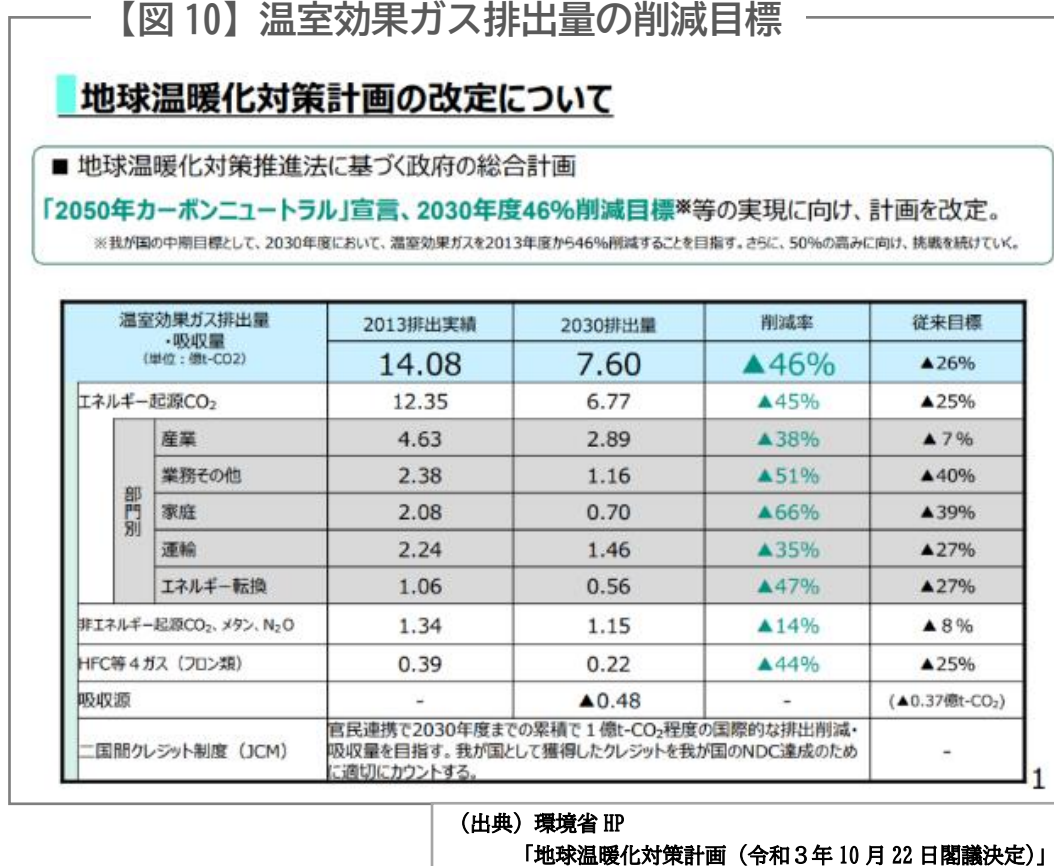 【図 10】温室効果ガス排出量の削減目標
地球温暖化対策計画の改定について
■ 地球温暖化対策推進法に基づく政府の総合計画
「2050年カーボンニュートラル」宣言、2030年度46%削減目標※等の実現に向け、計画を改定。
※我が国の中期目標として、2030年度において、温室効果ガスを2013年度から46%削減することを目指す。さらに、50%の高みに向け、挑戦を続けていく。
温室効果ガス排出量
・吸収量
(単位:億t-CO2)
2013排出実績 2030排出量 削減率 従来目標
14.08 7.60 ▲46% ▲26%
エネルギー起源CO₂ 12.35 6.77 ▲45% ▲25%
部門別
産業 4.63 2.89 ▲38% ▲7%
業務その他 2.38 1.16 ▲51% ▲40%
家庭 2.08 0.70 ▲66% ▲39%
運輸 2.24 1.46 ▲35% ▲27%
エネルギー転換 1.06 0.56 ▲47% ▲27%
非エネルギー起源CO₂、メタン、N₂O 1.34 1.15 ▲14% ▲8%
HFC等4ガス(フロン類) 0.39 0.22 ▲44% ▲25%
吸収源 - ▲0.48 - (▲0.37億t-CO₂)
二国間クレジット制度(JCM) 官民連携で2030年度までの累積で1億t-CO₂程度の国際的な排出削減・
吸収量を目指す。我が国として獲得したクレジットを我が国のNDC達成のため
に適切にカウントする。 -
1
(出典)環境省 HP
「地球温暖化対策計画(令和3年 10 月 22 日閣議決定)」